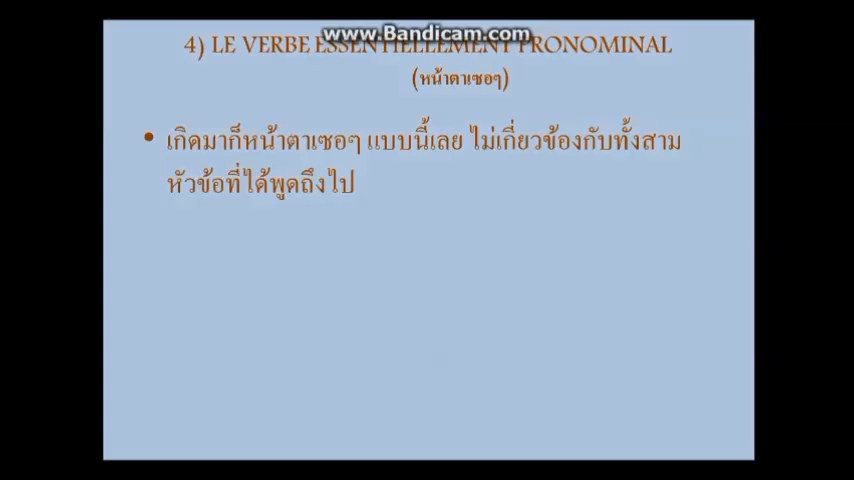 www.Bandicam.com
4) LE VERBE ESSENTIELLEMENT PRONOMINAL
(หน้าตาเซอๆ)
• เกิดมาก็หน้าตาเซอๆ แบบนี้เลย ไม่เกี่ยวข้องกับทั้งสาม
หัวข้อที่ได้พูดถึงไป